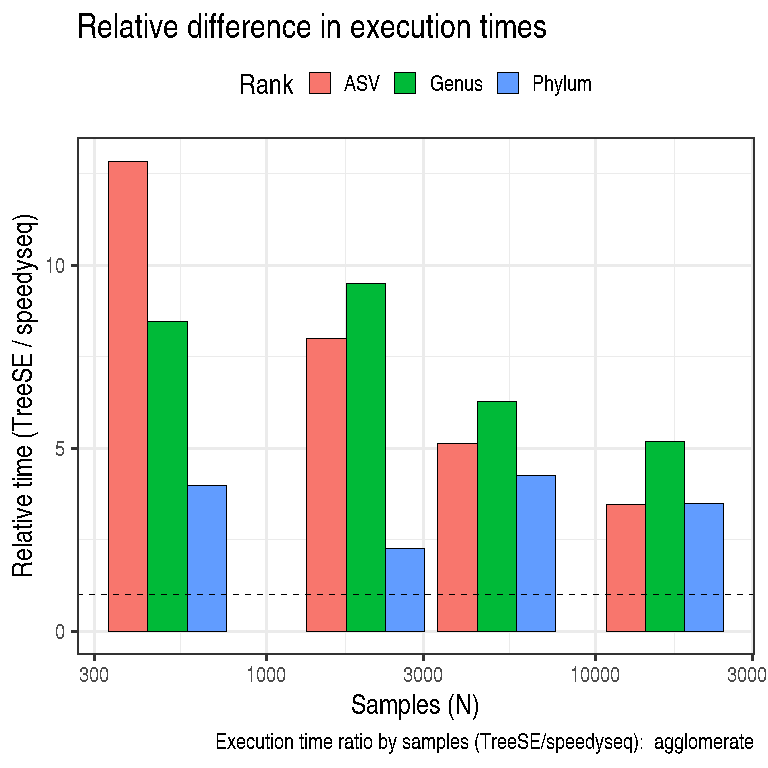 Relative difference in execution times
Rank ASV Genus Phylum
Relative time (TreeSE / speedyseq)
10
5
0
300 1000 3000 10000 3000
Samples (N)
Execution time ratio by samples (TreeSE/speedyseq): agglomerate